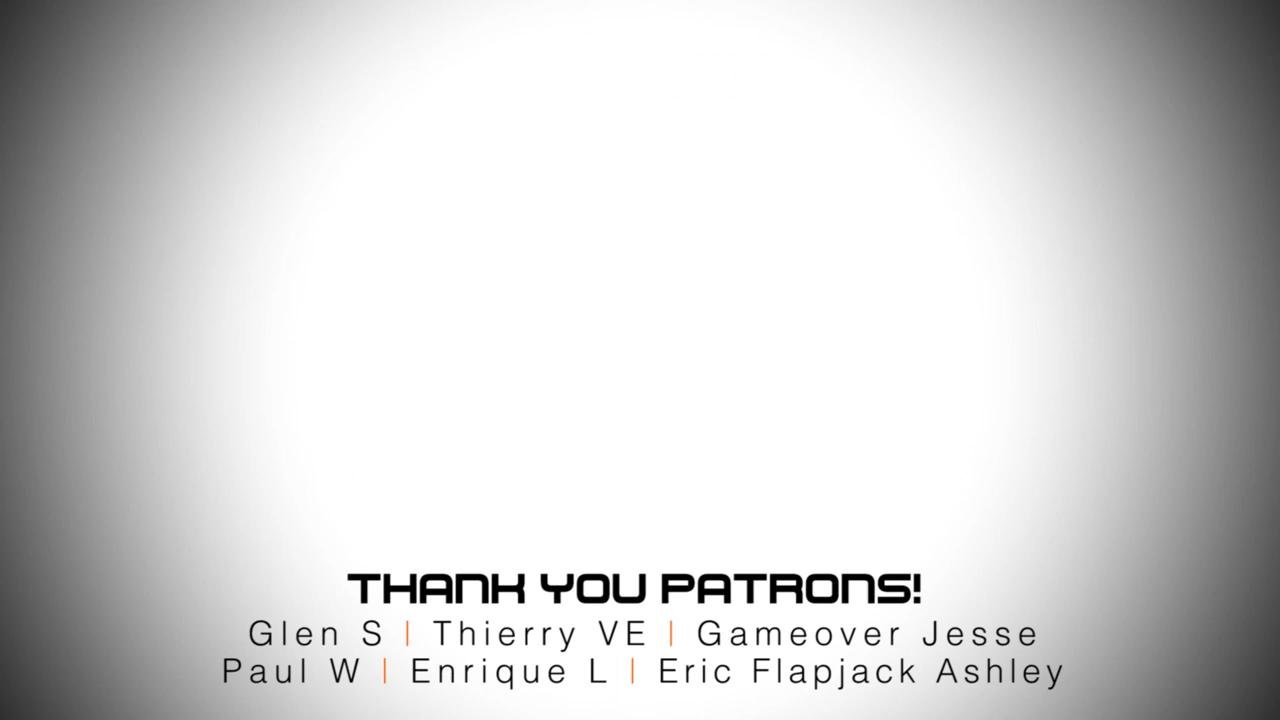 THANK YOU PATRONS!
Glen S | Thierry VE | Gameover Jesse
Paul W | Enrique L | Eric Flapjack Ashley